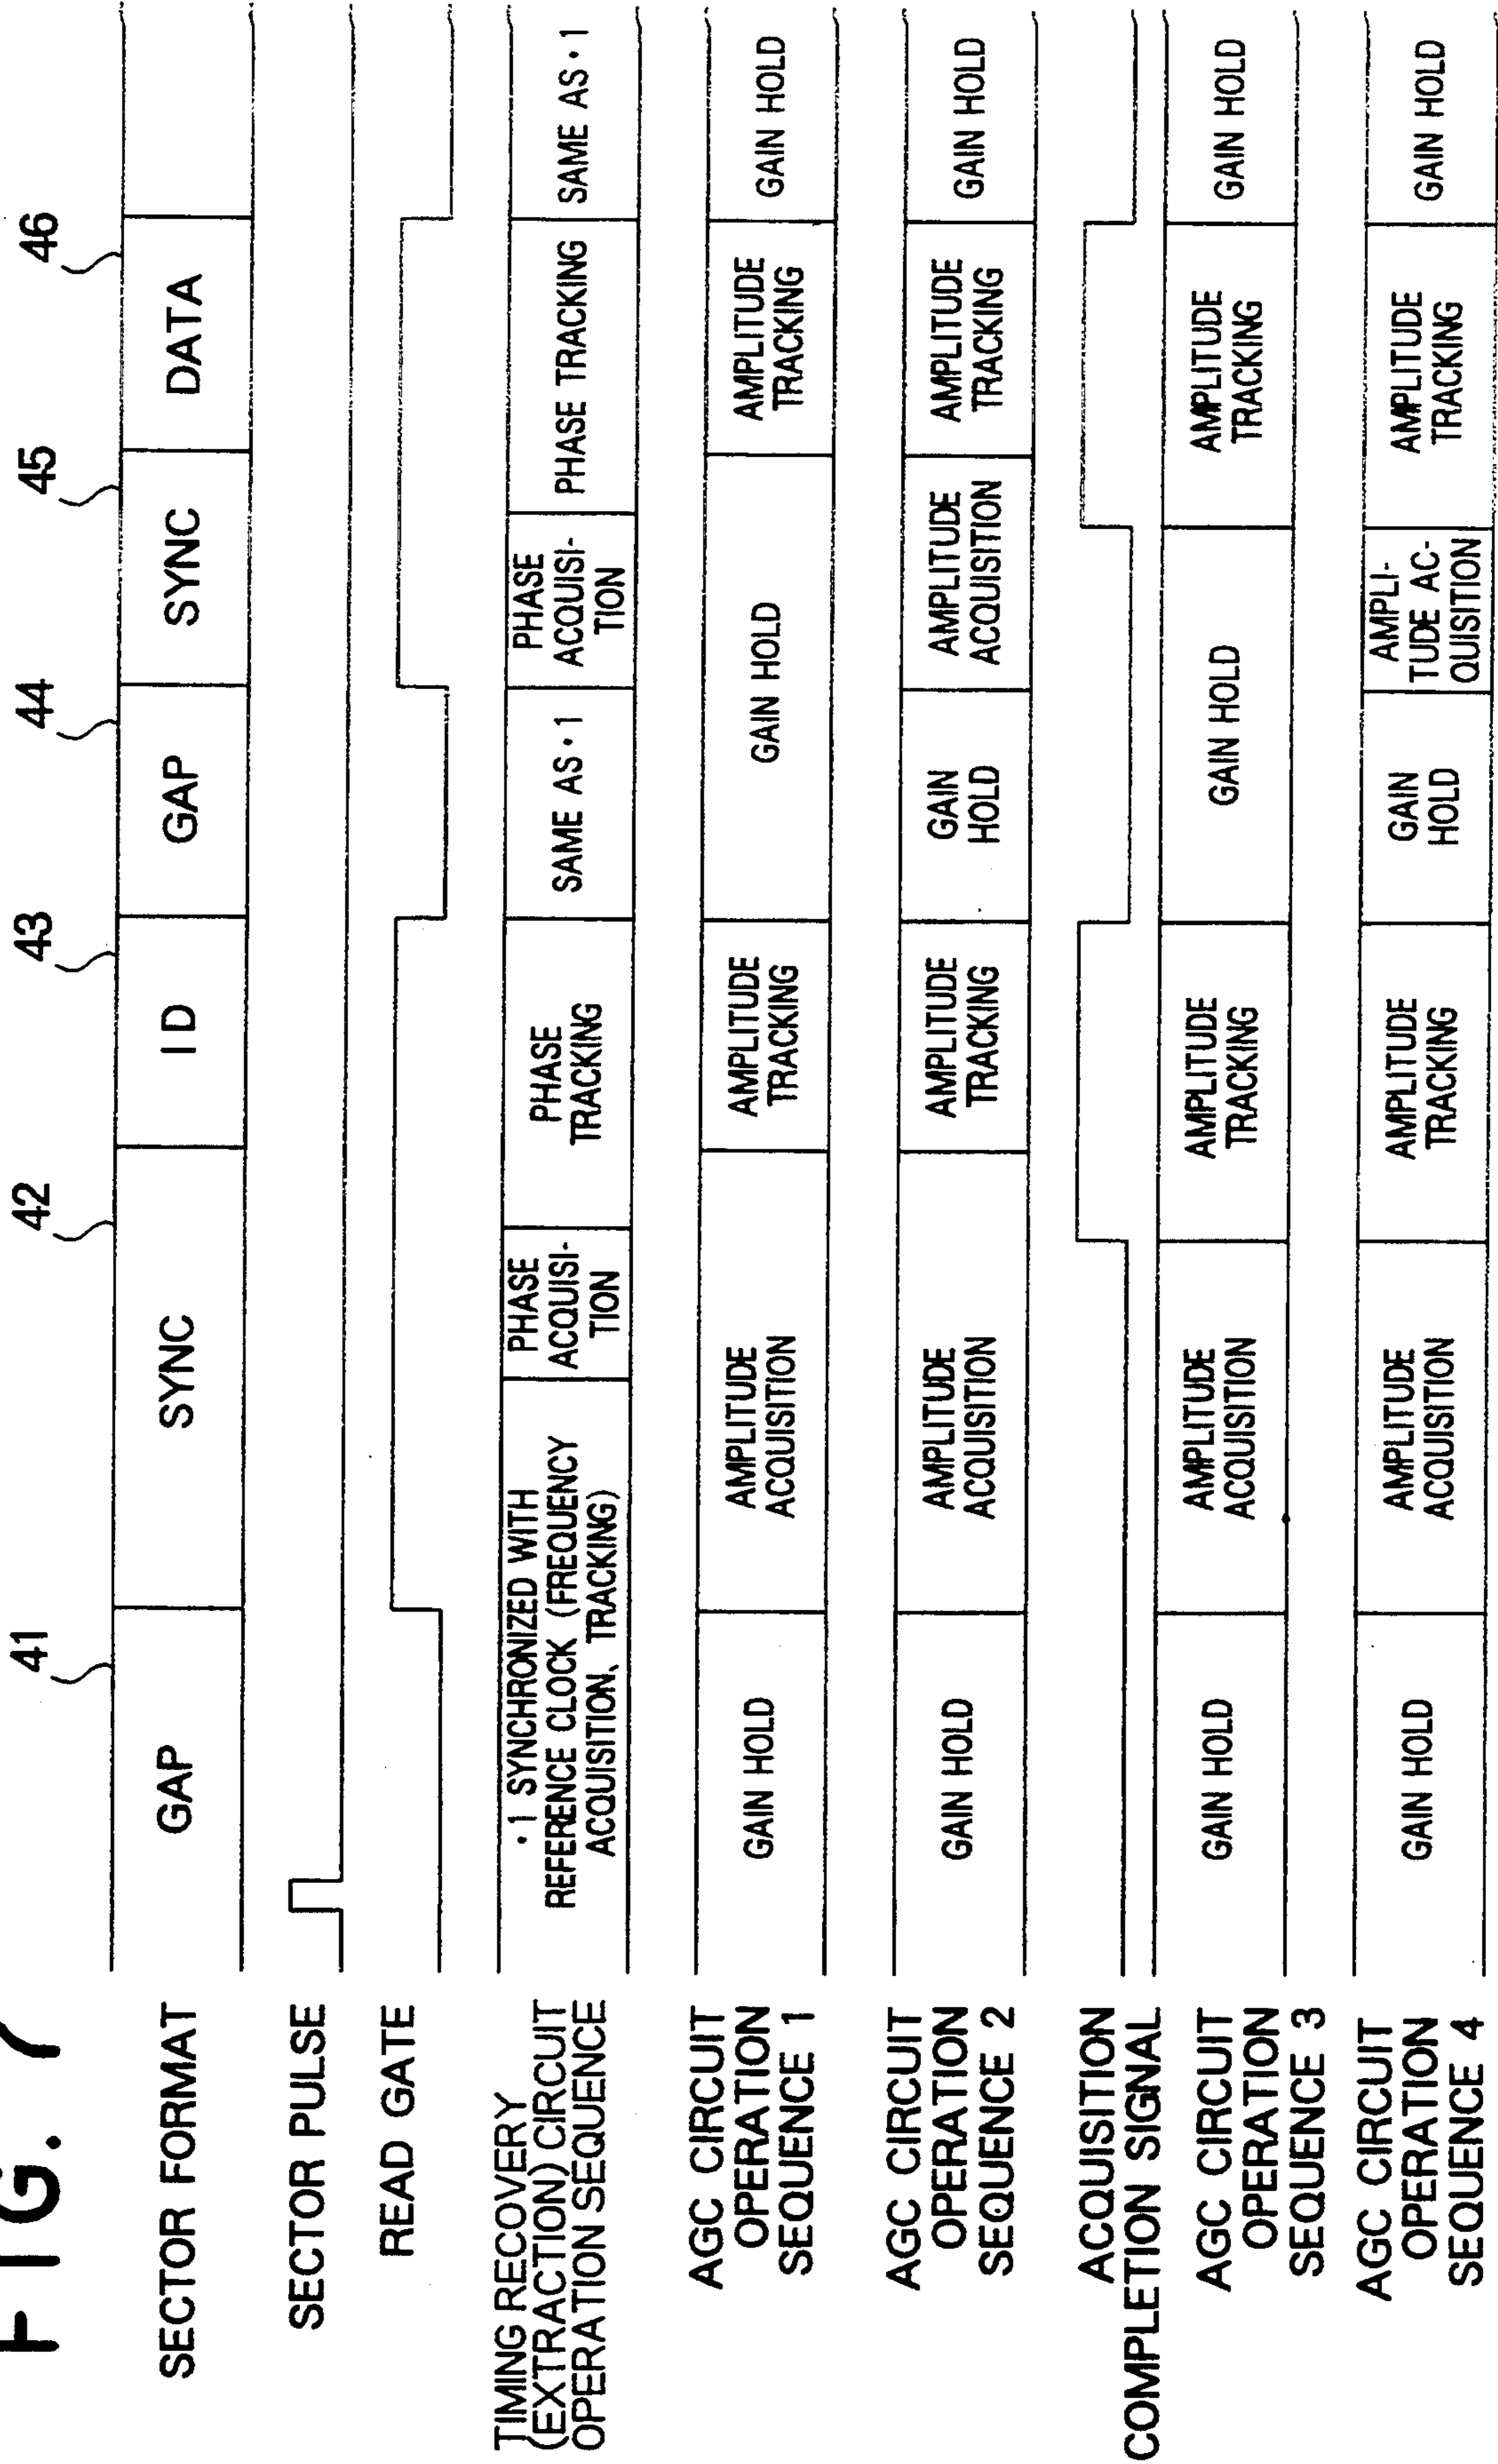 FIG. 7
41
42
43
44
45
46
SECTOR FORMAT
GAP
SYNC
ID
GAP
SYNC
DATA
SECTOR PULSE
READ GATE
TIMING RECOVERY
(EXTRACTION) CIRCUIT
OPERATION SEQUENCE
·1 SYNCHRONIZED WITH
REFERENCE CLOCK (FREQUENCY
ACQUISITION, TRACKING)
PHASE
ACQUISI-
TION
PHASE
TRACKING
SAME AS·1
PHASE
ACQUISI-
TION
PHASE TRACKING
SAME AS·1
AGC CIRCUIT
OPERATION
SEQUENCE 1
GAIN HOLD
AMPLITUDE
ACQUISITION
AMPLITUDE
TRACKING
GAIN HOLD
AMPLITUDE
TRACKING
GAIN HOLD
AGC CIRCUIT
OPERATION
SEQUENCE 2
GAIN HOLD
AMPLITUDE
ACQUISITION
AMPLITUDE
TRACKING
GAIN
HOLD
AMPLITUDE
ACQUISITION
AMPLITUDE
TRACKING
GAIN HOLD
ACQUISITION
COMPLETION SIGNAL
AGC CIRCUIT
OPERATION
SEQUENCE 3
GAIN HOLD
AMPLITUDE
ACQUISITION
AMPLITUDE
TRACKING
GAIN HOLD
AMPLITUDE
TRACKING
GAIN HOLD
AGC CIRCUIT
OPERATION
SEQUENCE 4
GAIN HOLD
AMPLITUDE
ACQUISITION
AMPLITUDE
TRACKING
GAIN
HOLD
AMPLI-
TUDE AC-
QUISITION
AMPLITUDE
TRACKING
GAIN HOLD